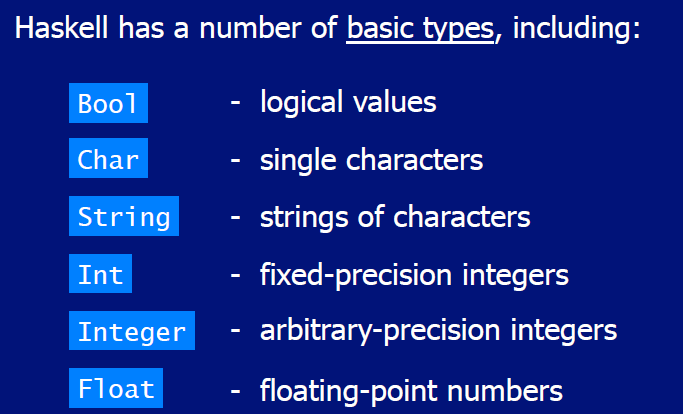 Haskell has a number of basic types, including:
Bool - logical values
Char - single characters
String - strings of characters
Int - fixed-precision integers
Integer - arbitrary-precision integers
Float - floating-point numbers